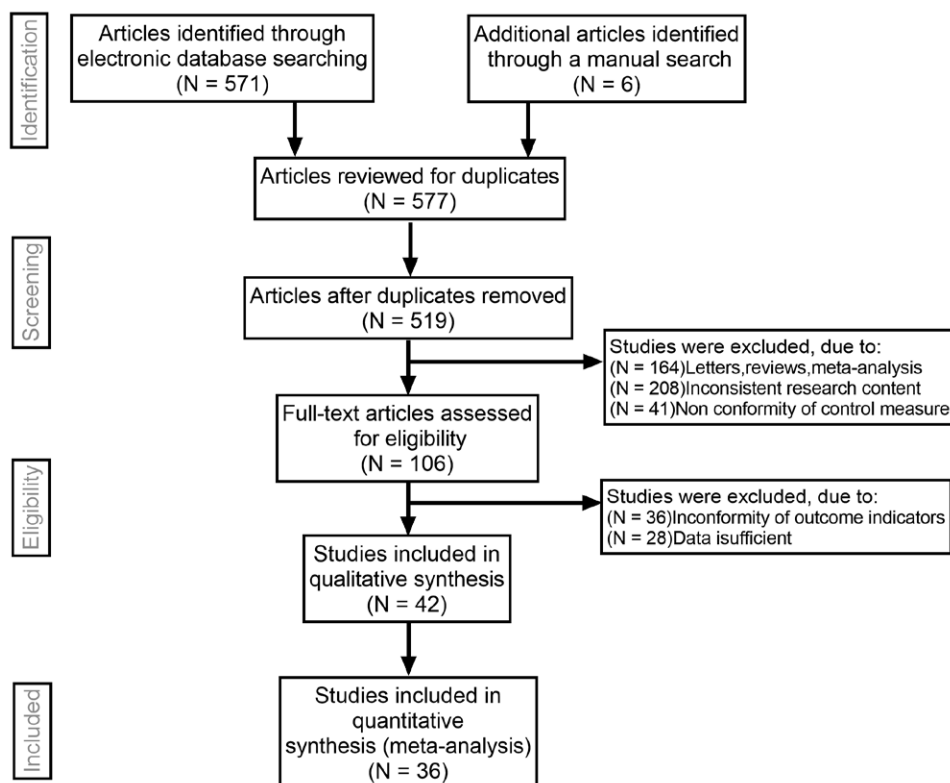 Identification
Articles identified through
electronic database searching
(N = 571)
Additional articles identified
through a manual search
(N = 6)
Articles reviewed for duplicates
(N = 577)
Screening
Articles after duplicates removed
(N = 519)
Studies were excluded, due to:
(N = 164)Letters,reviews,meta-analysis
(N = 208)Inconsistent research content
(N = 41)Non conformity of control measure
Full-text articles assessed
for eligibility
(N = 106)
Eligibility
Studies were excluded, due to:
(N = 36)Inconformity of outcome indicators
(N = 28)Data isufficient
Studies included in
qualitative synthesis
(N = 42)
Included
Studies included in
quantitative
synthesis (meta-analysis)
(N = 36)